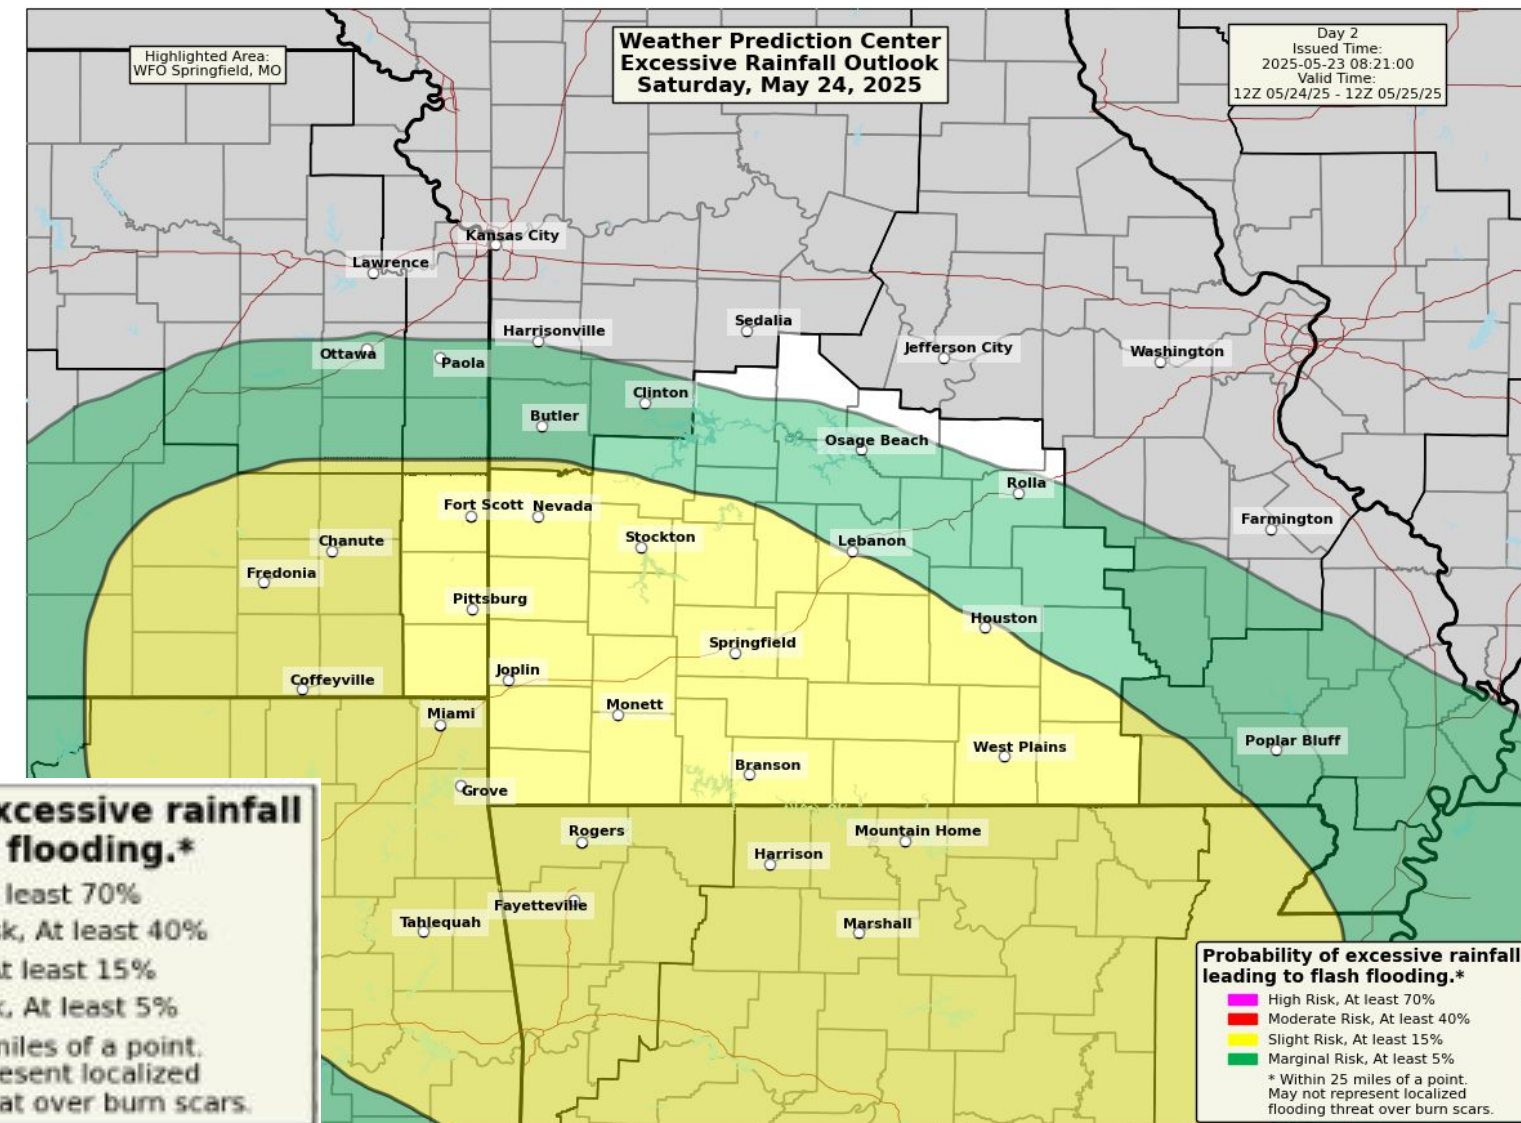 Highlighted Area:
WFO Springfield, MO
Weather Prediction Center
Excessive Rainfall Outlook
Saturday, May 24, 2025
Day 2
Issued Time:
2025-05-23 08:21:00
Valid Time:
12Z 05/24/25 - 12Z 05/25/25
Kansas City
Lawrence
Sedalia
Harrisonville
Jefferson City
Washington
Ottawa
Paola
Clinton
Butler
Osage Beach
Rolla
Fort Scott
Nevada
Farmington
Stockton
Chanute
Lebanon
Fredonia
Pittsburg
Houston
Springfield
Joplin
Coffeyville
Monett
Miami
Poplar Bluff
West Plains
Branson
Grove
Rogers
Mountain Home
Harrison
Fayetteville
Tahlequah
Marshall
xcessive rainfall
flooding.*
least 70%
sk, At least 40%
At least 15%
k, At least 5%
miles of a point.
esent localized
at over burn scars.
Probability of excessive rainfall
leading to flash flooding.*
High Risk, At least 70%
Moderate Risk, At least 40%
Slight Risk, At least 15%
Marginal Risk, At least 5%
* Within 25 miles of a point.
May not represent localized
flooding threat over burn scars.